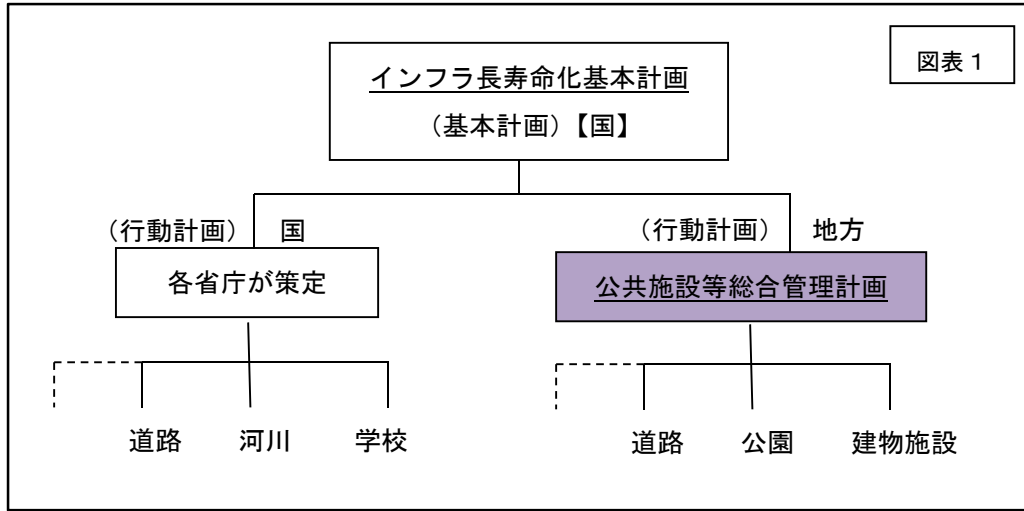 図表１
インフラ長寿命化基本計画
（基本計画）【国】
（行動計画） 国
（行動計画） 地方
各省庁が策定
公共施設等総合管理計画
道路 河川 学校
道路 公園 建物施設